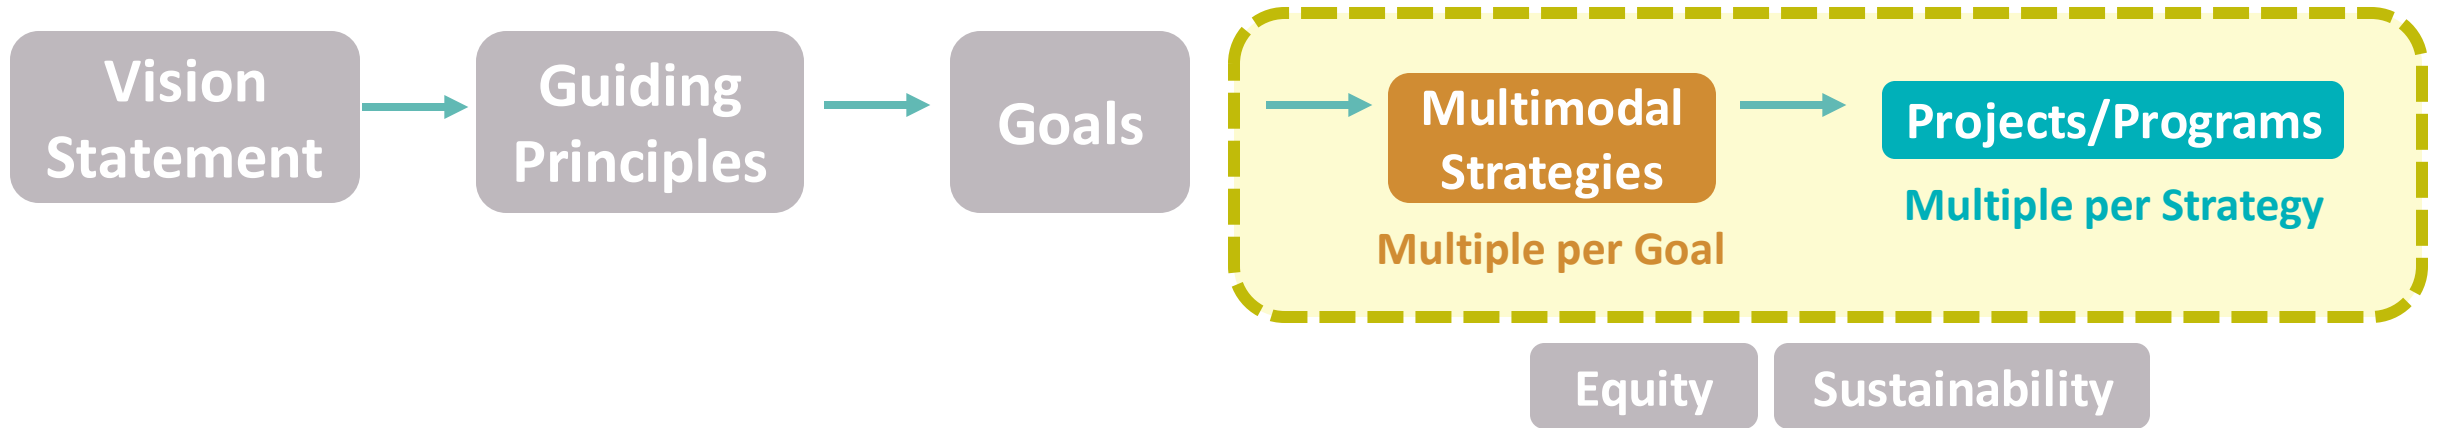 Vision
Statement
Guiding
Principles
Goals
Multimodal
Strategies
Multiple per Goal
Projects/Programs
Multiple per Strategy
Equity
Sustainability